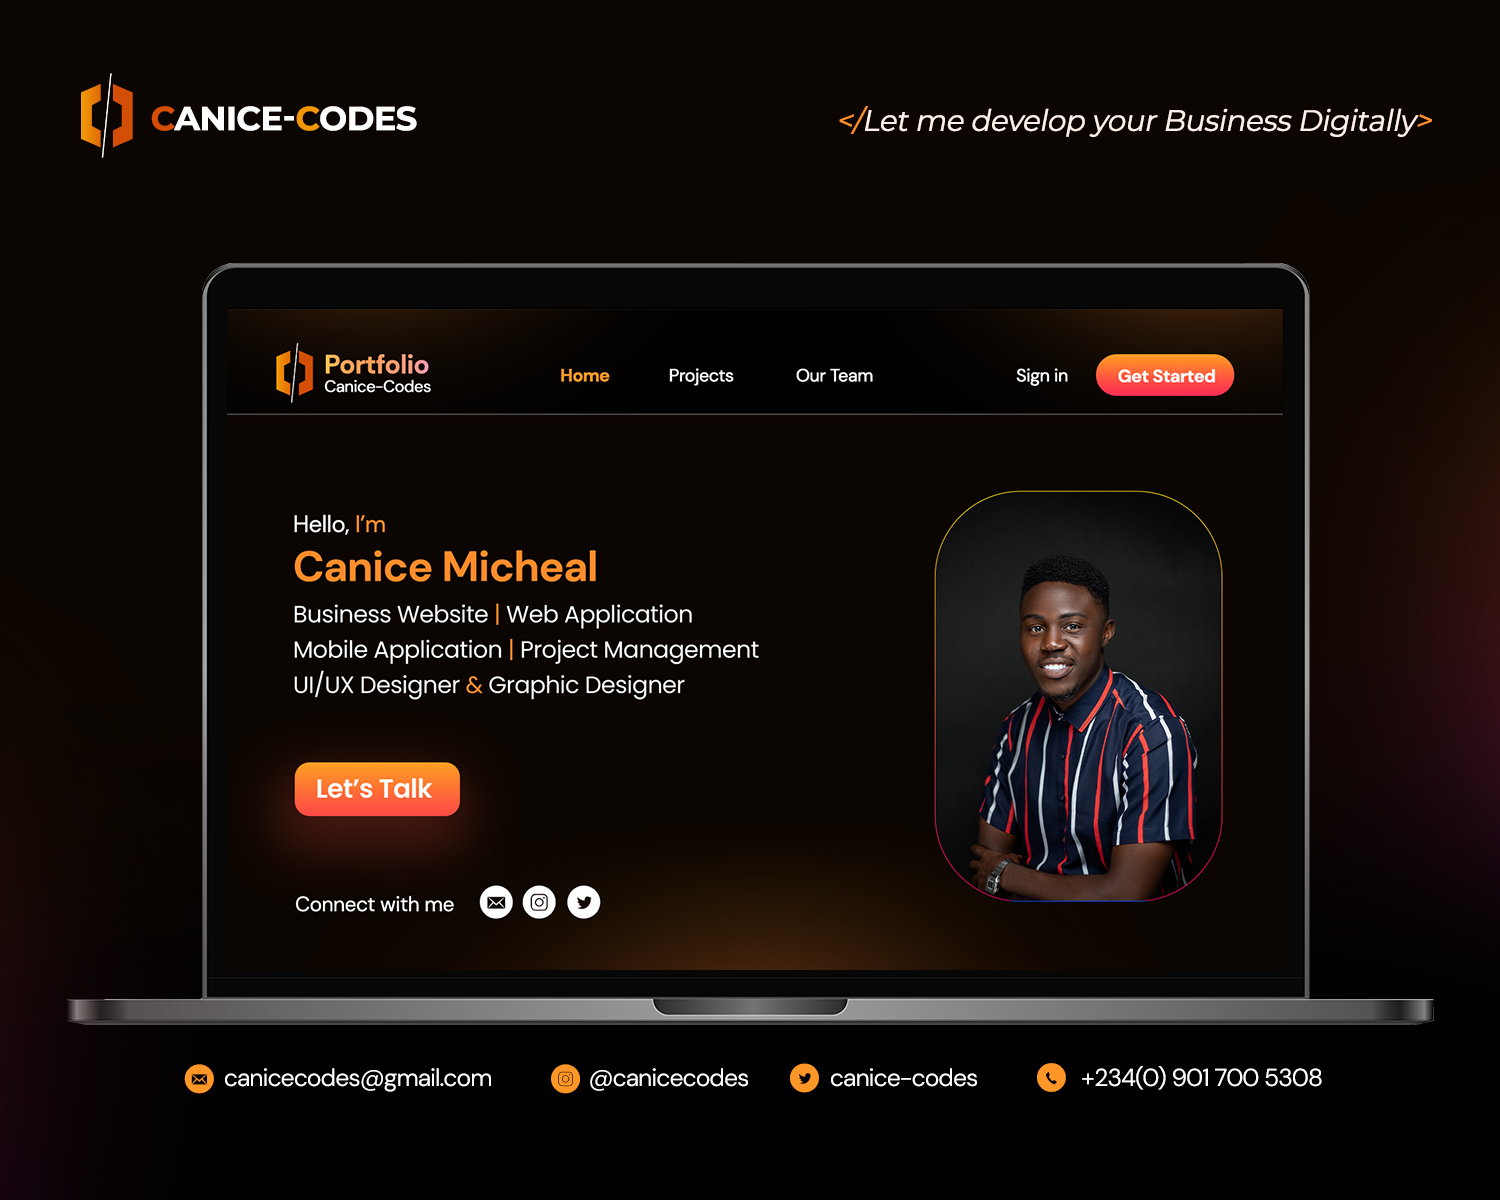 CANICE-CODES
</Let me develop your Business Digitally>
Portfolio
Canice-Codes
Home
Projects
Our Team
Sign in
Get Started
Hello, I'm
Canice Micheal
Business Website | Web Application
Mobile Application | Project Management
UI/UX Designer & Graphic Designer
Let's Talk
Connect with me
canicecodes@gmail.com
@canicecodes
canice-codes
+234(0) 901 700 5308